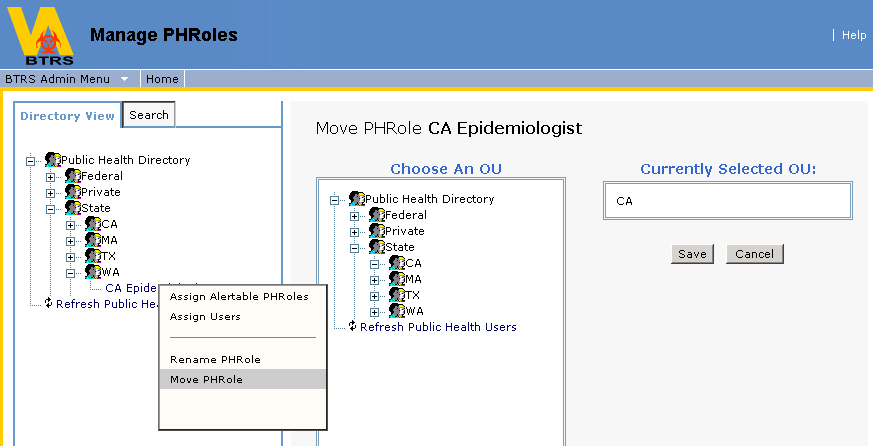 VA
BTRS
Manage PHRoles
| Help
BTRS Admin Menu
Home
Directory View
Search
Public Health Directory
Federal
Private
State
CA
MA
TX
WA
CA Epide
Refresh Public Hea
Assign Alertable PHRoles
Assign Users
Rename PHRole
Move PHRole
Move PHRole CA Epidemiologist
Choose An OU
Public Health Directory
Federal
Private
State
CA
MA
TX
WA
Refresh Public Health Users
Currently Selected OU:
CA
Save
Cancel